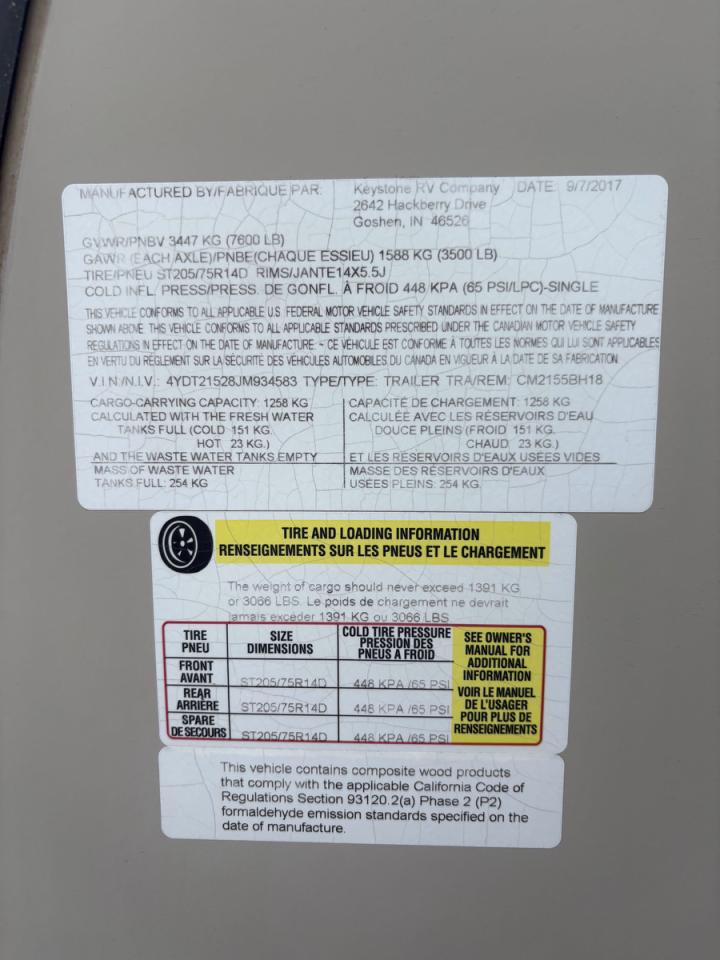 MANUFACTURED BY/FABRIQUE PAR: Keystone RV Company DATE: 9/7/2017
2642 Hackberry Drive
Goshen, IN 46526
GVWR/PNBV 3447 KG (7600 LB)
GAWR (EACH AXLE)/PNBE(CHAQUE ESSIEU) 1588 KG (3500 LB)
TIRE/PNEU ST205/75R14D RIMS/JANTE14X5.5J
COLD INFL. PRESS/PRESS. DE GONFL. À FROID 448 KPA (65 PSI/LPC)-SINGLE
THIS VEHICLE CONFORMS TO ALL APPLICABLE U.S. FEDERAL MOTOR VEHICLE SAFETY STANDARDS IN EFFECT ON THE DATE OF MANUFACTURE
SHOWN ABOVE. THIS VEHICLE CONFORMS TO ALL APPLICABLE STANDARDS PRESCRIBED UNDER THE CANADIAN MOTOR VEHICLE SAFETY
REGULATIONS IN EFFECT ON THE DATE OF MANUFACTURE. - CE VÉHICULE EST CONFORME À TOUTES LES NORMES QUI LUI SONT APPLICABLES
EN VERTU DU RÈGLEMENT SUR LA SÉCURITÉ DES VÉHICULES AUTOMOBILES DU CANADA EN VIGUEUR À LA DATE DE SA FABRICATION.
V.I.N./N.I.V.: 4YDT21528JM934583 TYPE/TYPE: TRAILER TRA/REM: CM2155BH18
CARGO-CARRYING CAPACITY: 1258 KG
CALCULATED WITH THE FRESH WATER
TANKS FULL (COLD 151 KG.
HOT 23 KG.)
AND THE WASTE WATER TANKS EMPTY
MASS OF WASTE WATER
TANKS FULL: 254 KG
CAPACITÉ DE CHARGEMENT: 1258 KG
CALCULÉE AVEC LES RÉSERVOIRS D'EAU
DOUCE PLEINS (FROID 151 KG.
CHAUD 23 KG.)
ET LES RÉSERVOIRS D'EAUX USÉES VIDES
MASSE DES RÉSERVOIRS D'EAUX
USÉES PLEINS: 254 KG.
TIRE AND LOADING INFORMATION
RENSEIGNEMENTS SUR LES PNEUS ET LE CHARGEMENT
The weight of cargo should never exceed 1391 KG
or 3066 LBS. Le poids de chargement ne devrait
jamais exceder 1391 KG ou 3066 LBS
TIRE
PNEU
SIZE
DIMENSIONS
COLD TIRE PRESSURE
PRESSION DES
PNEUS A FROID
FRONT
AVANT
ST205/75R14D 448 KPA /65 PSI
REAR
ARRIÈRE
ST205/75R14D 448 KPA /65 PSI
SPARE
DE SECOURS
ST205/75R14D 448 KPA /65 PSI
SEE OWNER'S
MANUAL FOR
ADDITIONAL
INFORMATION
VOIR LE MANUEL
DE L'USAGER
POUR PLUS DE
RENSEIGNEMENTS
This vehicle contains composite wood products
that comply with the applicable California Code of
Regulations Section 93120.2(a) Phase 2 (P2)
formaldehyde emission standards specified on the
date of manufacture.